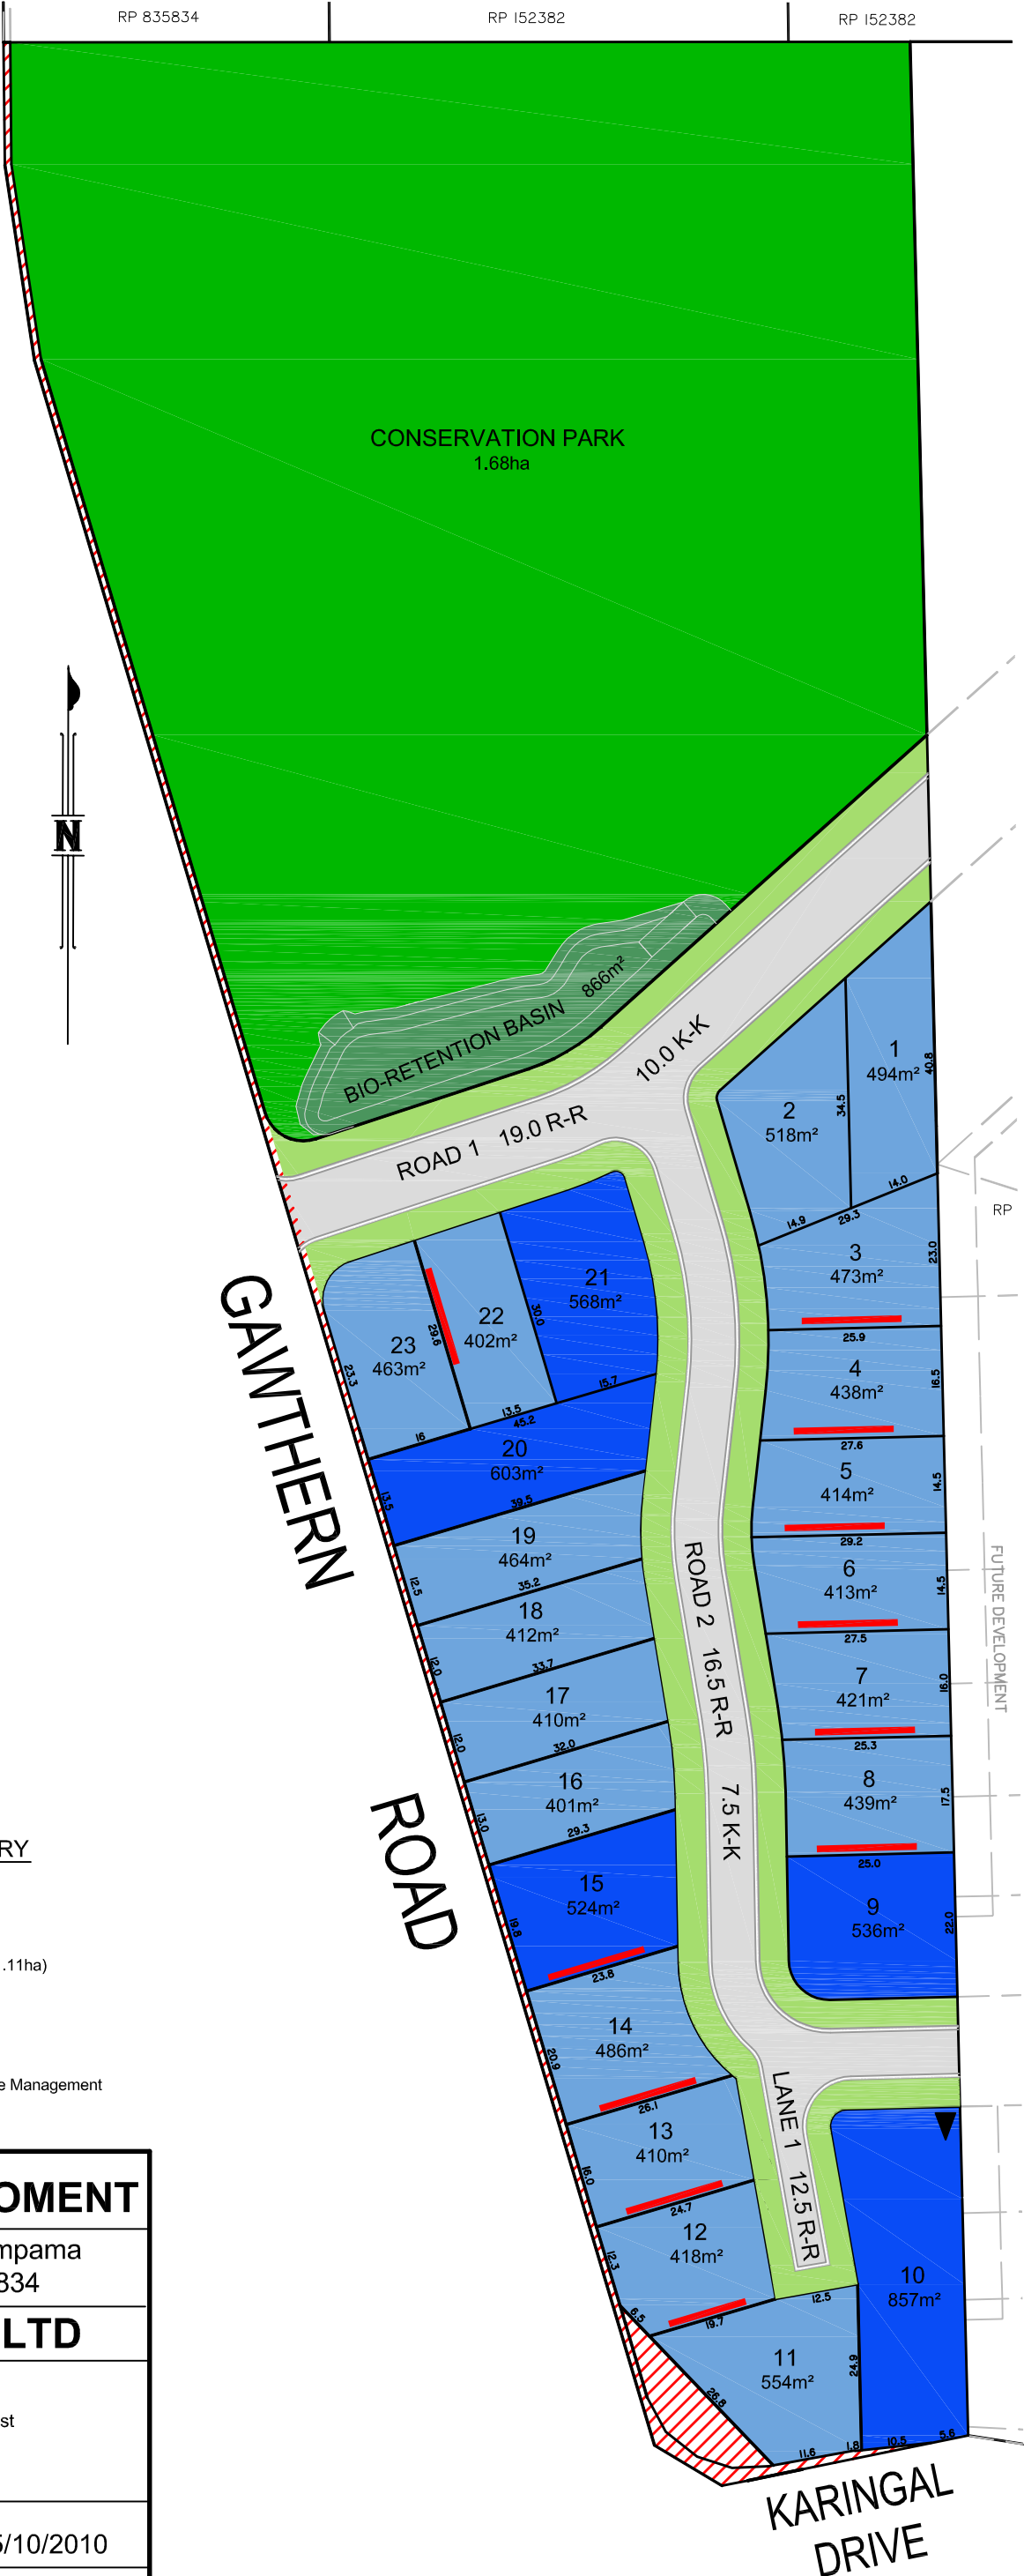 RP 835834
RP 152382
RP 152382
CONSERVATION PARK
1.68ha
N
BIO-RETENTION BASIN 866m²
10.0 K-K
ROAD 1 19.0 R-R
1
494m²
40.8
2
518m²
34.5
14.0
14.9
29.3
RP
3
473m²
23.0
25.9
4
438m²
16.5
27.6
5
414m²
14.5
29.2
6
413m²
14.5
27.5
7
421m²
16.0
25.3
8
439m²
17.5
25.0
9
536m²
22.0
FUTURE DEVELOPMENT
21
568m²
30.0
15.7
22
402m²
29.6
13.5
45.2
23
463m²
23.3
16
20
603m²
13.5
39.5
19
464m²
12.5
35.2
18
412m²
12.0
33.7
17
410m²
12.0
32.0
16
401m²
13.0
29.3
15
524m²
19.8
23.8
14
486m²
20.9
26.1
13
410m²
16.0
24.7
12
418m²
12.3
6.5
19.7
12.5
11
554m²
26.8
24.9
11.6
1.8
10
857m²
10.5
5.6
ROAD 2 16.5 R-R
7.5 K-K
LANE 1 12.5 R-R
GAWTHERN
ROAD
KARINGAL
DRIVE
RY
.11ha)
e Management
OMENT
mpama
834
LTD
st
5/10/2010